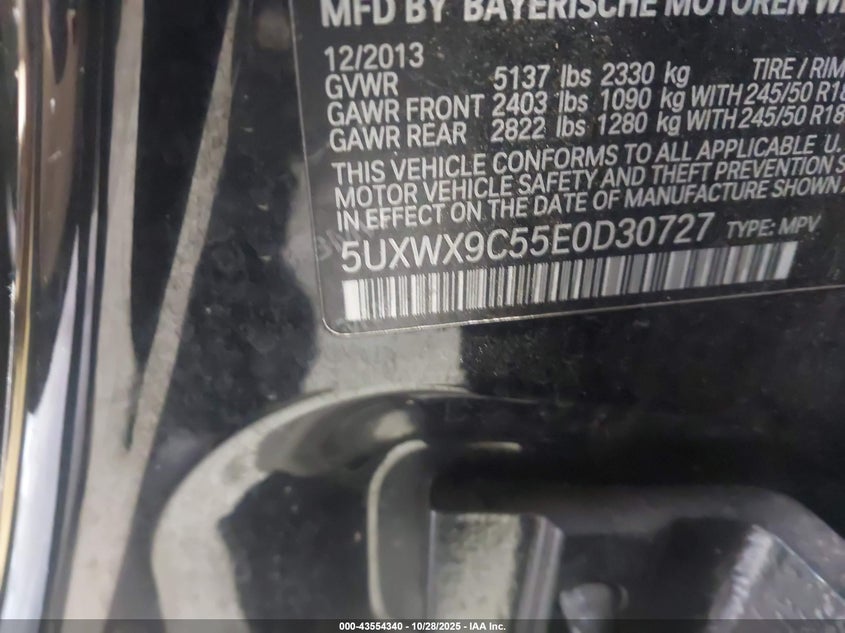 MFD BY BAYERISCHE MOTOREN
12/2013
GVWR 5137 lbs 2330 kg TIRE / RIM
GAWR FRONT 2403 lbs 1090 kg WITH 245/50 R18
GAWR REAR 2822 lbs 1280 kg WITH 245/50 R18
THIS VEHICLE CONFORMS TO ALL APPLICABLE U.
MOTOR VEHICLE SAFETY AND THEFT PREVENTION S
IN EFFECT ON THE DATE OF MANUFACTURE SHOWN
5UXWX9C55E0D30727 TYPE: MPV
000-43554340 | 10/28/2025 - IAA Inc.